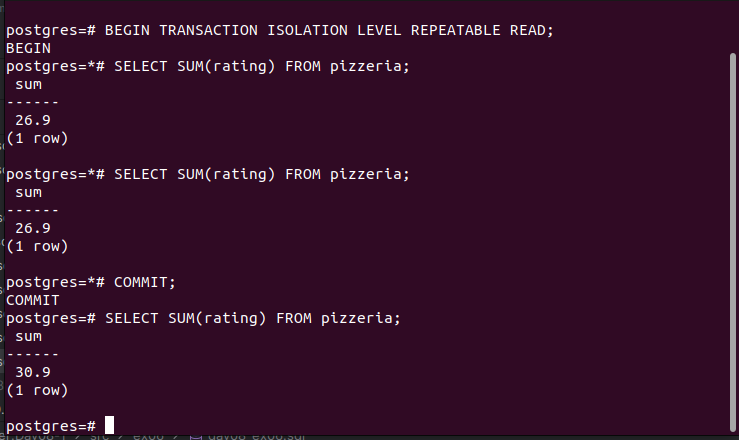 postgres=# BEGIN TRANSACTION ISOLATION LEVEL REPEATABLE READ;
BEGIN
postgres=*# SELECT SUM(rating) FROM pizzeria;
 sum
------
 26.9
(1 row)

postgres=*# SELECT SUM(rating) FROM pizzeria;
 sum
------
 26.9
(1 row)

postgres=*# COMMIT;
COMMIT
postgres=# SELECT SUM(rating) FROM pizzeria;
 sum
------
 30.9
(1 row)

postgres=#